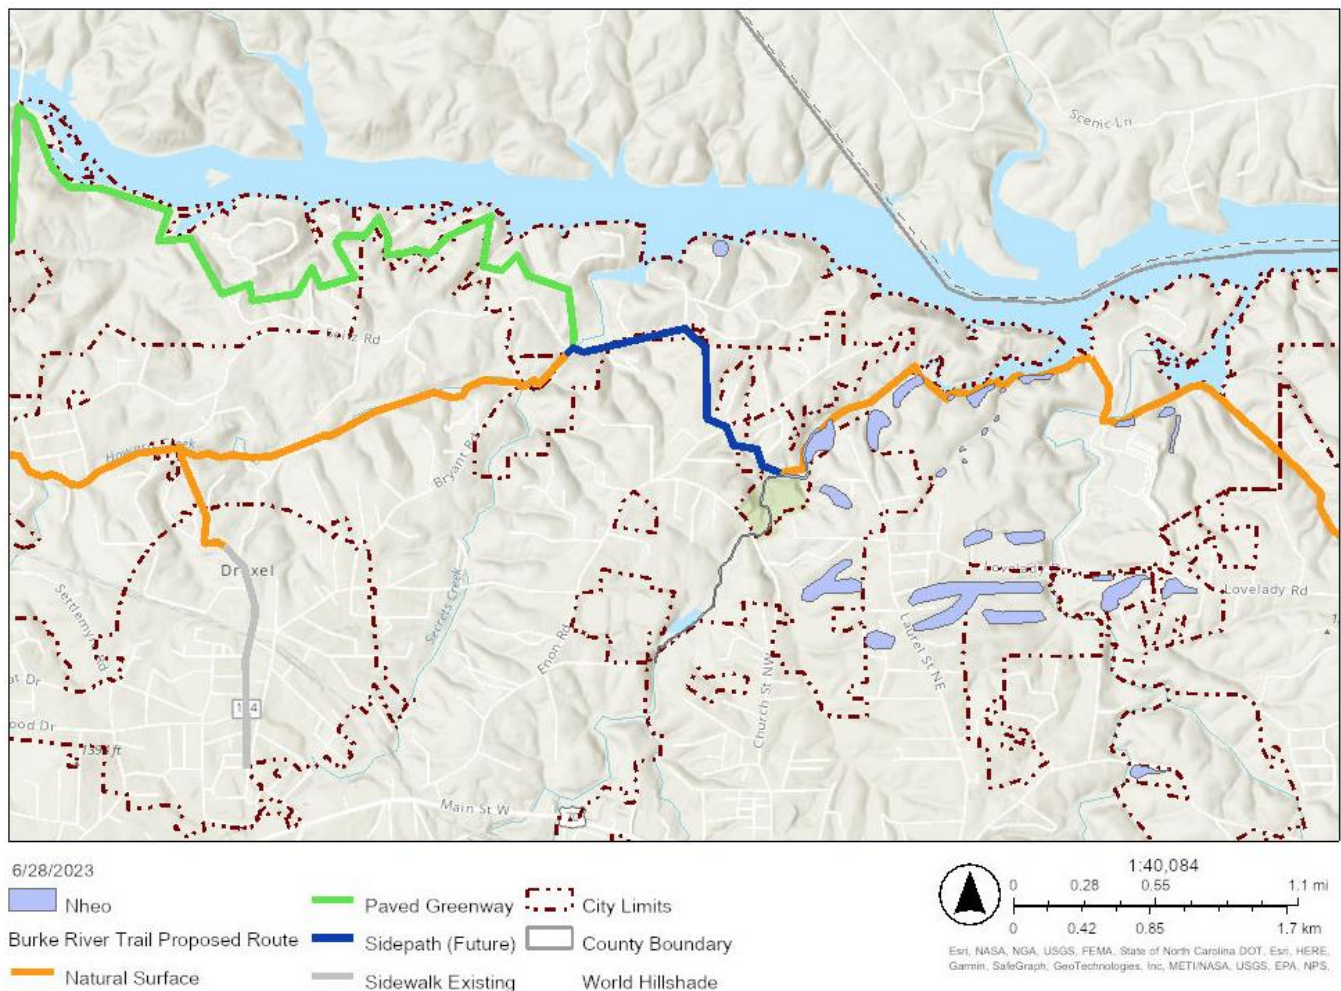 Scenic Ln
Bryant
Drexel
Settlemyr
Rd
Secrets Creek
Enon Rd
Lovelady
Lovelady Rd
Laurel St NE
Church St NW
at Dr
ood Dr
Main St W
6/28/2023
Nheo
Burke River Trail Proposed Route
Natural Surface
Paved Greenway
Sidepath (Future)
Sidewalk Existing
City Limits
County Boundary
World Hillshade
1:40,084
0 0.28 0.55 1.1 mi
0 0.42 0.85 1.7 km
Esri, NASA, NGA, USGS, FEMA, State of North Carolina DOT, Esri, HERE,
Garmin, SafeGraph, GeoTechnologies, Inc, METI/NASA, USGS, EPA, NPS,